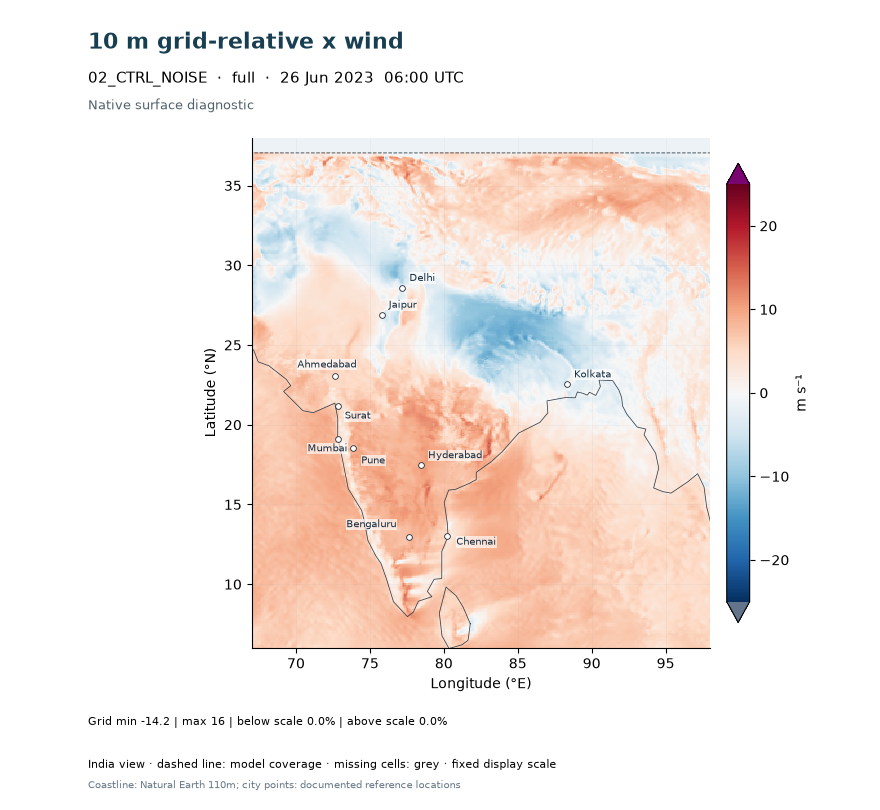 10 m grid-relative x wind
02_CTRL_NOISE · full · 26 Jun 2023 06:00 UTC
Native surface diagnostic
35
30
25
20
15
10
Latitude (°N)
Delhi
Jaipur
Ahmedabad
Kolkata
Surat
Mumbai
Pune
Hyderabad
Bengaluru
Chennai
70
75
80
85
90
95
Longitude (°E)
20
10
0
−10
−20
m s⁻¹
Grid min -14.2 | max 16 | below scale 0.0% | above scale 0.0%
India view · dashed line: model coverage · missing cells: grey · fixed display scale
Coastline: Natural Earth 110m; city points: documented reference locations